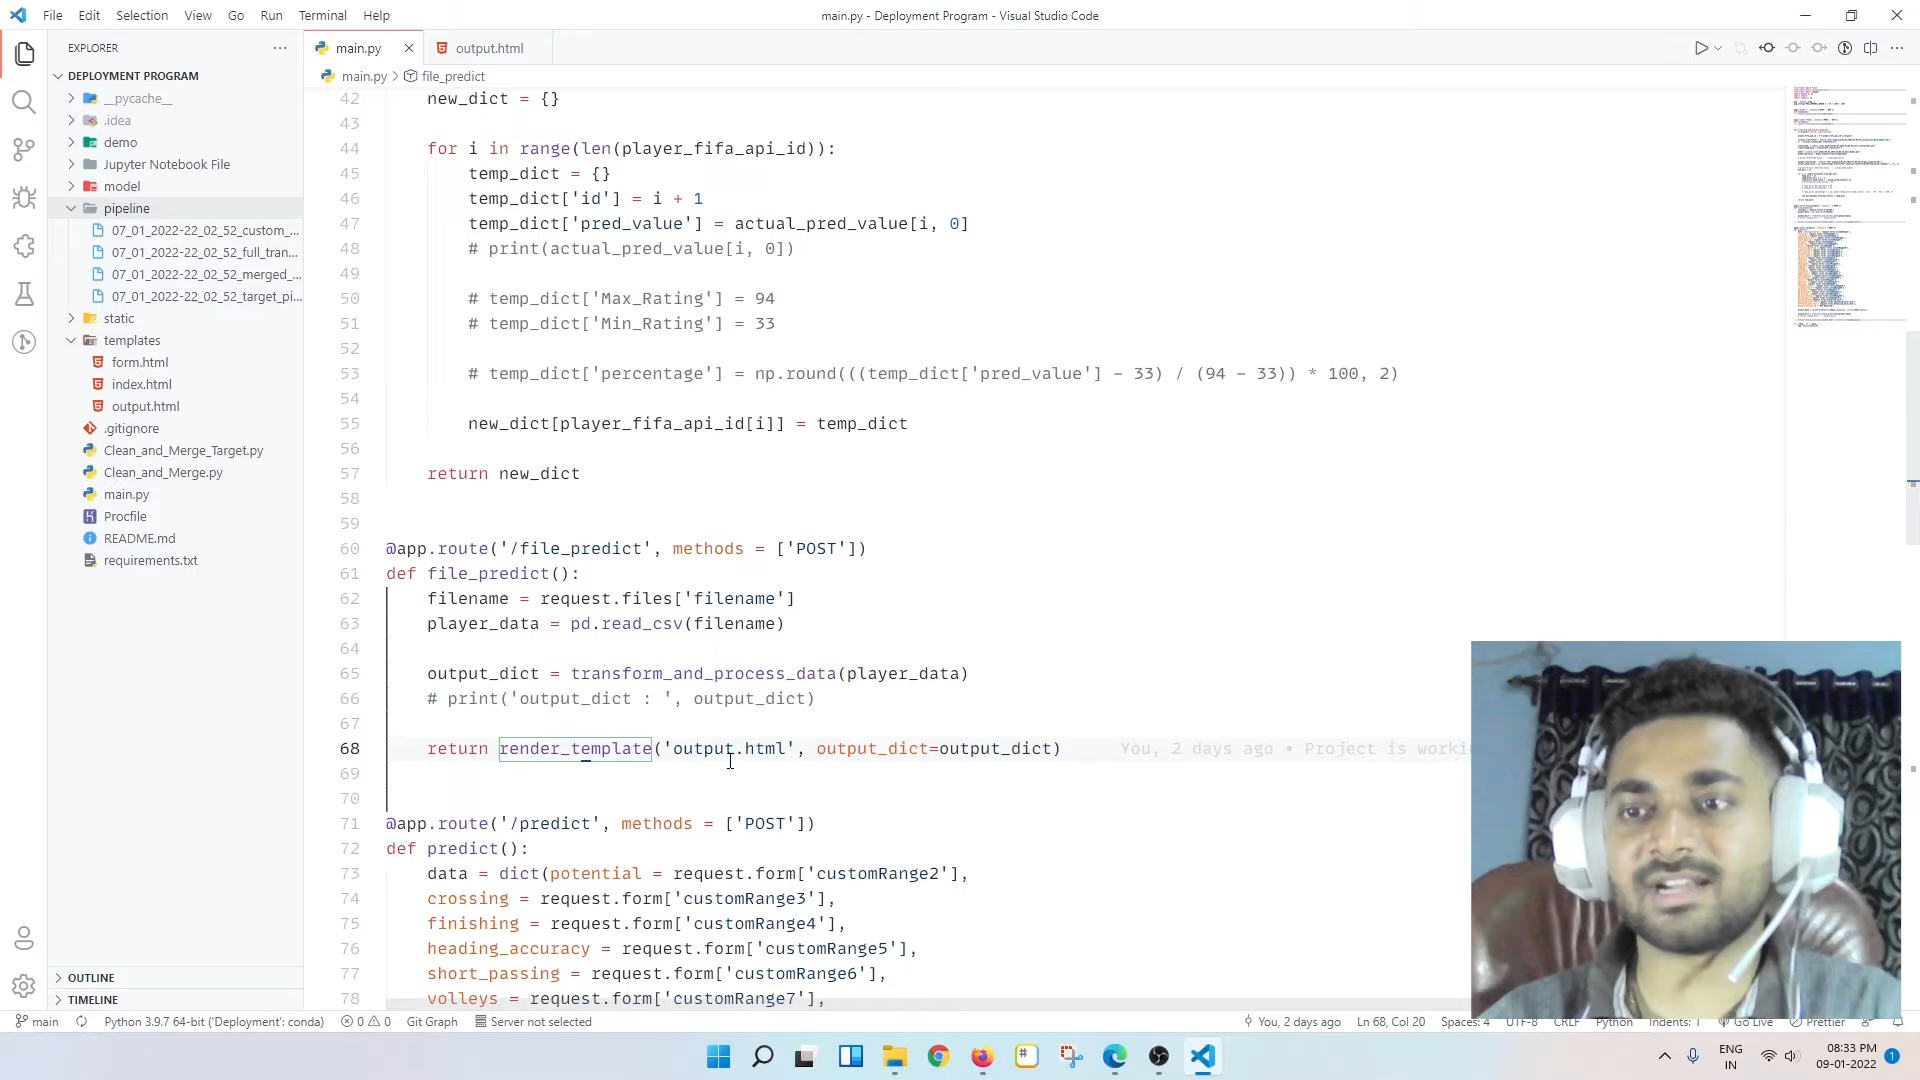 File Edit Selection View Go Run Terminal Help
main.py - Deployment Program - Visual Studio Code
EXPLORER
DEPLOYMENT PROGRAM
__pycache__
.idea
demo
Jupyter Notebook File
model
pipeline
07_01_2022-22_02_52_custom_...
07_01_2022-22_02_52_full_tran...
07_01_2022-22_02_52_merged_...
07_01_2022-22_02_52_target_pi...
static
templates
form.html
index.html
output.html
.gitignore
Clean_and_Merge_Target.py
Clean_and_Merge.py
main.py
Procfile
README.md
requirements.txt
OUTLINE
TIMELINE
main.py output.html
main.py > file_predict
42 new_dict = {}
43
44 for i in range(len(player_fifa_api_id)):
45 temp_dict = {}
46 temp_dict['id'] = i + 1
47 temp_dict['pred_value'] = actual_pred_value[i, 0]
48 # print(actual_pred_value[i, 0])
49
50 # temp_dict['Max_Rating'] = 94
51 # temp_dict['Min_Rating'] = 33
52
53 # temp_dict['percentage'] = np.round(((temp_dict['pred_value'] - 33) / (94 - 33)) * 100, 2)
54
55 new_dict[player_fifa_api_id[i]] = temp_dict
56
57 return new_dict
58
59
60 @app.route('/file_predict', methods = ['POST'])
61 def file_predict():
62 filename = request.files['filename']
63 player_data = pd.read_csv(filename)
64
65 output_dict = transform_and_process_data(player_data)
66 # print('output_dict : ', output_dict)
67
68 return render_template('output.html', output_dict=output_dict) You, 2 days ago • Project is worki
69
70
71 @app.route('/predict', methods = ['POST'])
72 def predict():
73 data = dict(potential = request.form['customRange2'],
74 crossing = request.form['customRange3'],
75 finishing = request.form['customRange4'],
76 heading_accuracy = request.form['customRange5'],
77 short_passing = request.form['customRange6'],
78 volleys = request.form['customRange7'],
main Python 3.9.7 64-bit ('Deployment': conda) 0 0 Git Graph Server not selected You, 2 days ago Ln 68, Col 20 Spaces: 4 UTF-8 CRLF Python Indents: 1 Go Live Prettier
ENG
IN
08:33 PM
09-01-2022
1